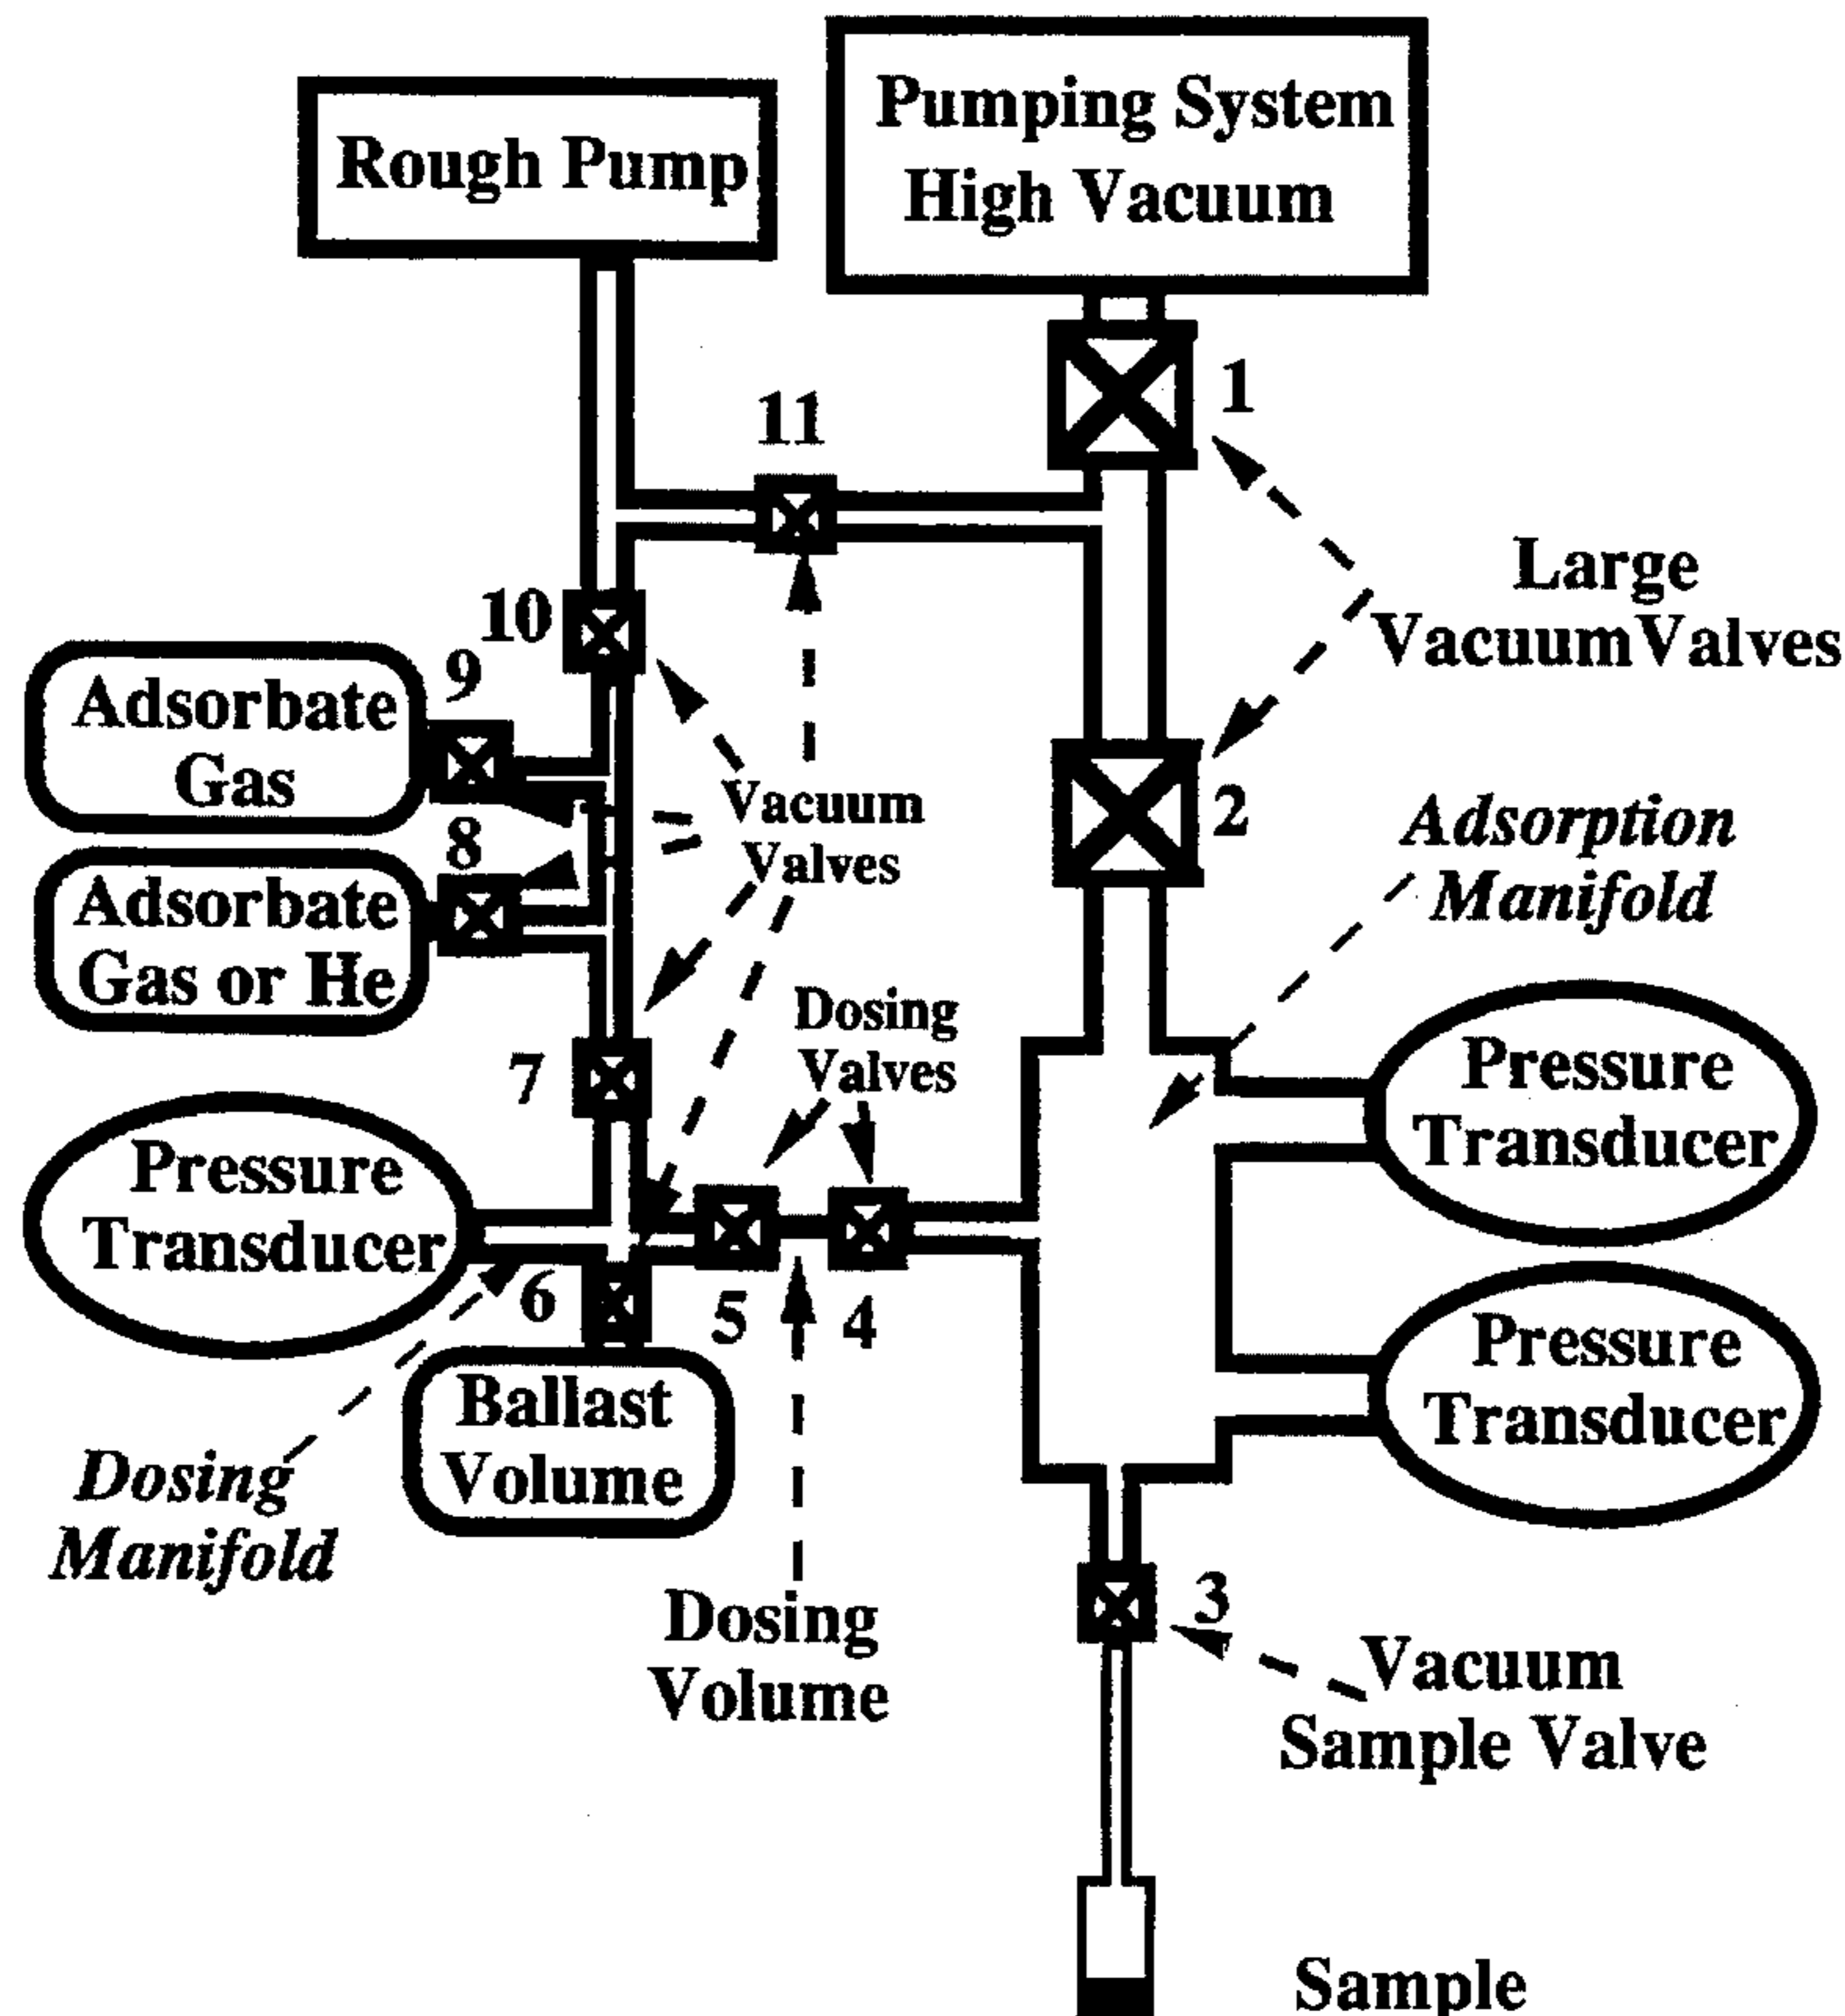 Rough Pump
Pumping System
High Vacuum
1
11
Large
VacuumValves
10
9
Adsorbate
Gas
Vacuum
Valves
2
Adsorption
Manifold
8
Adsorbate
Gas or He
Dosing
Valves
7
Pressure
Transducer
Pressure
Transducer
6
5
4
Ballast
Volume
Pressure
Transducer
Dosing
Manifold
Dosing
Volume
3
Vacuum
Sample Valve
Sample